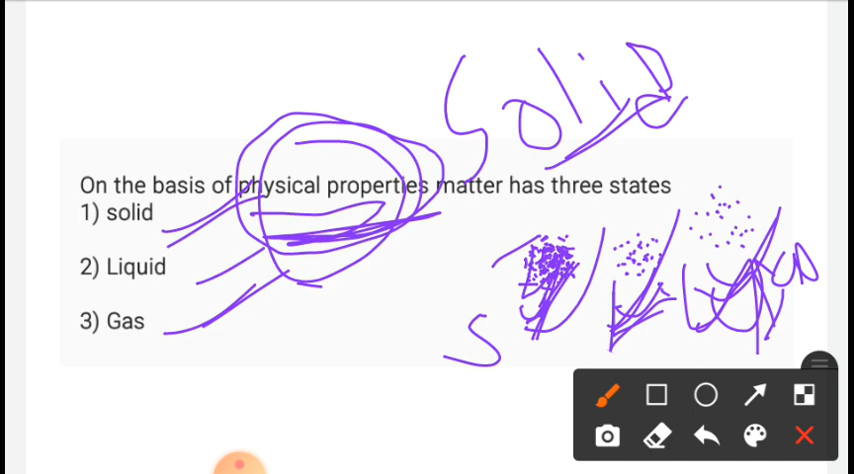 Solid
On the basis of physical properties matter has three states
1) solid
2) Liquid
3) Gas
S